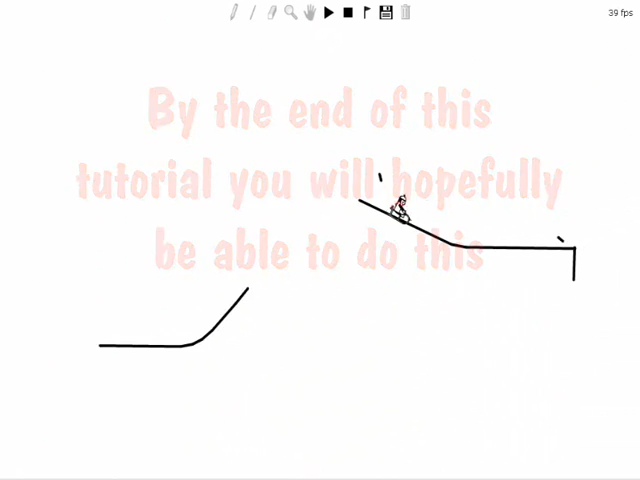 39 fps
By the end of this
tutorial you will hopefully
be able to do this